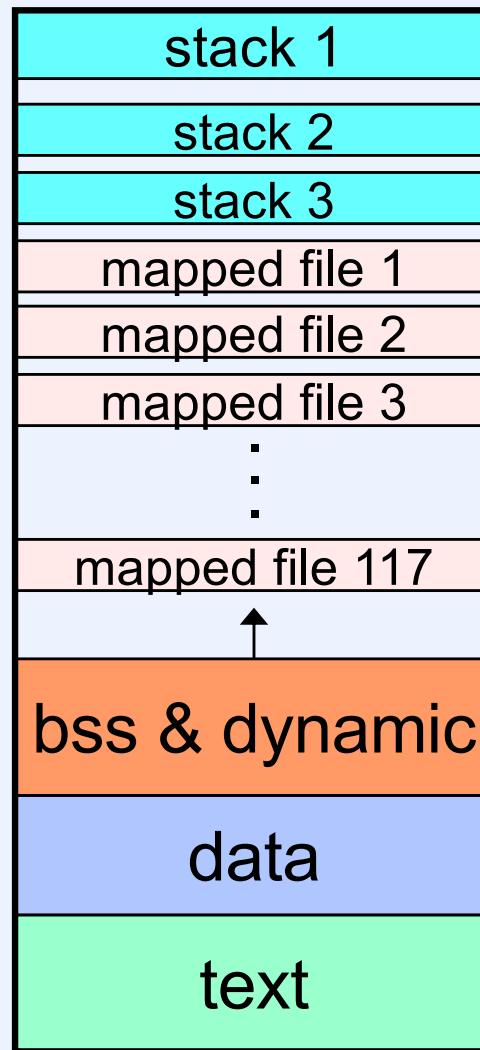 stack 1
stack 2
stack 3
mapped file 1
mapped file 2
mapped file 3
mapped file 117
bss & dynamic
data
text